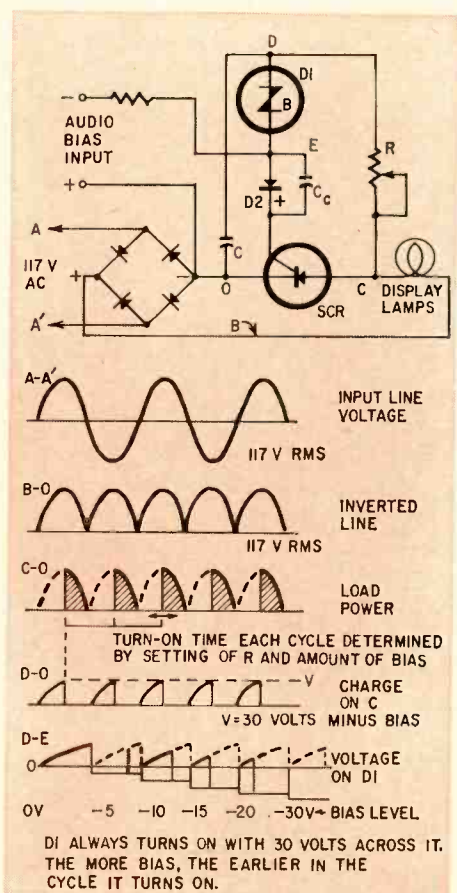 D
D1
B
−
AUDIO
BIAS
INPUT
E
R
+
D2 +
Cc
A
C
117 V
AC
+ −
O
SCR
C
DISPLAY
LAMPS
A'
B
A-A'
INPUT LINE
VOLTAGE
117 V RMS
B-O
INVERTED
LINE
117 V RMS
C-O
LOAD
POWER
TURN-ON TIME EACH CYCLE DETERMINED
BY SETTING OF R AND AMOUNT OF BIAS
D-O
V
CHARGE
ON C
V=30 VOLTS MINUS BIAS
D-E
VOLTAGE
ON D1
O
OV −5 −10 −15 −20 −30V← BIAS LEVEL
D1 ALWAYS TURNS ON WITH 30 VOLTS ACROSS IT.
THE MORE BIAS, THE EARLIER IN THE
CYCLE IT TURNS ON.